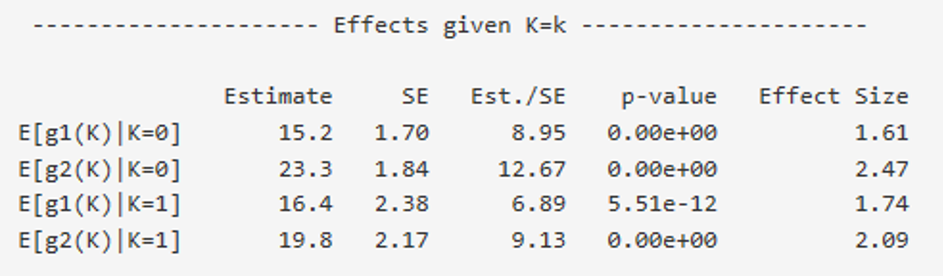 --------------------- Effects given K=k ---------------------
Estimate SE Est./SE p-value Effect Size
E[g1(K)|K=0] 15.2 1.70 8.95 0.00e+00 1.61
E[g2(K)|K=0] 23.3 1.84 12.67 0.00e+00 2.47
E[g1(K)|K=1] 16.4 2.38 6.89 5.51e-12 1.74
E[g2(K)|K=1] 19.8 2.17 9.13 0.00e+00 2.09